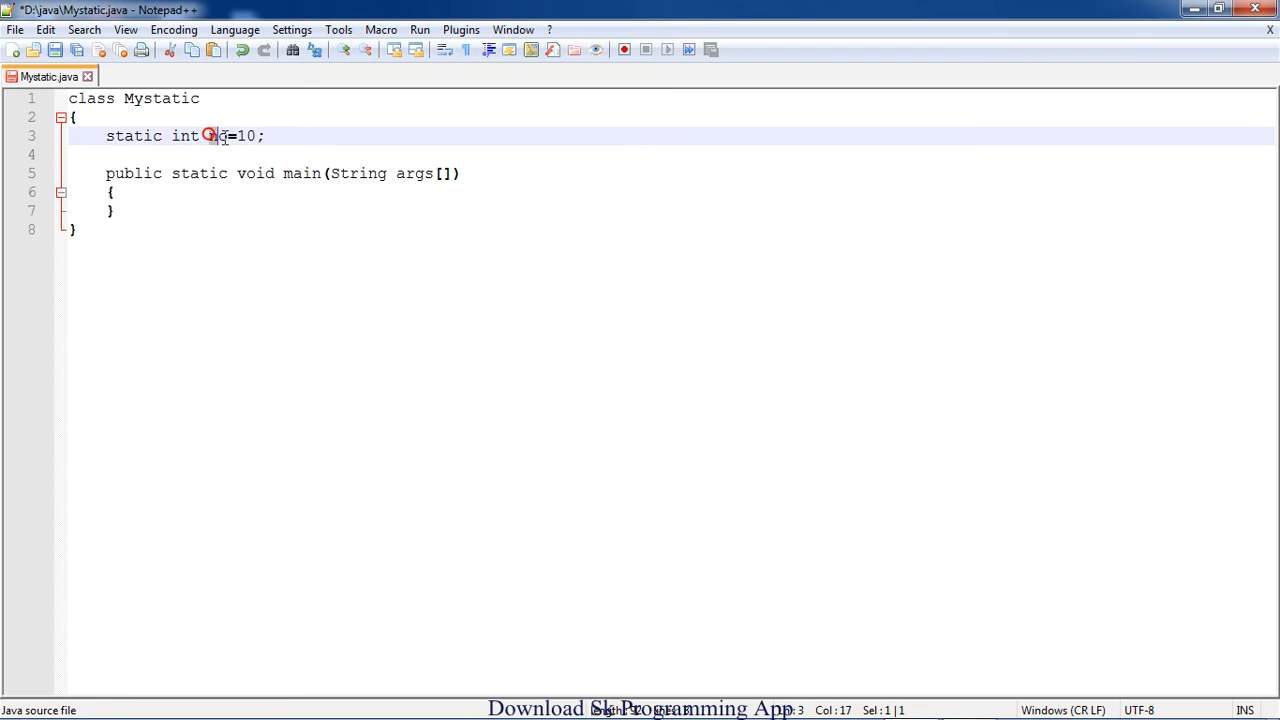 *D:\java\Mystatic.java - Notepad++
File Edit Search View Encoding Language Settings Tools Macro Run Plugins Window ? X
Mystatic.java
1 class Mystatic
2 {
3 static int no=10;
4
5 public static void main(String args[])
6 {
7 }
8 }
Java source file Col : 17 Sel : 1 | 1 Windows (CR LF) UTF-8 INS
Download Sk Programming App